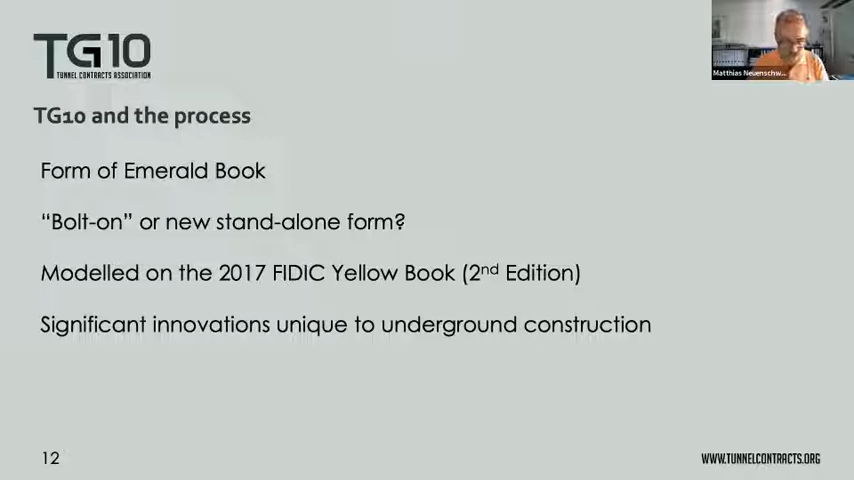 TG10
TUNNEL CONTRACTS ASSOCIATION
Matthias Neuenschw...
TG10 and the process
Form of Emerald Book
“Bolt-on” or new stand-alone form?
Modelled on the 2017 FIDIC Yellow Book (2nd Edition)
Significant innovations unique to underground construction
12
WWW.TUNNELCONTRACTS.ORG